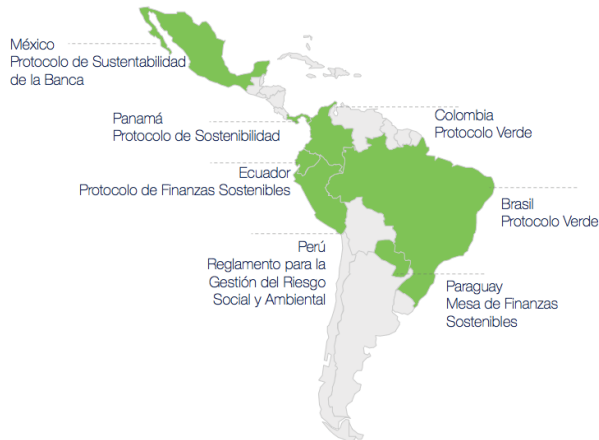 México
Protocolo de Sustentabilidad
de la Banca
Panamá
Protocolo de Sostenibilidad
Ecuador
Protocolo de Finanzas Sostenibles
Perú
Reglamento para la
Gestión del Riesgo
Social y Ambiental
Colombia
Protocolo Verde
Brasil
Protocolo Verde
Paraguay
Mesa de Finanzas
Sostenibles